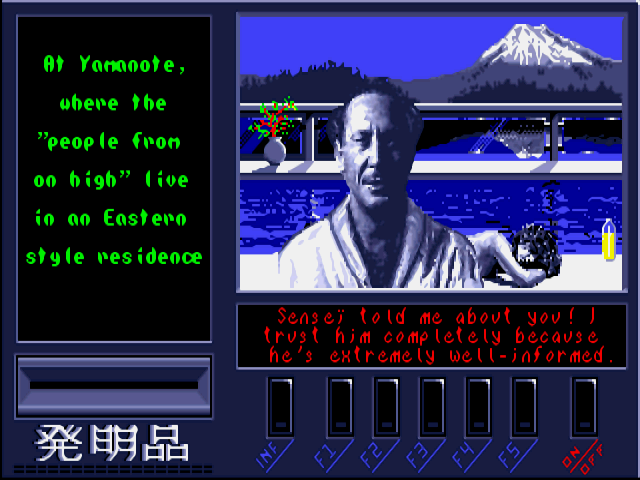 At Yamanote,
where the
"people from
on high" live
in an Eastern
style residence
Senseï told me about you! I
trust him completely because
he's extremely well-informed.
発明品
INF F1 F2 F3 F4 F5 ON OFF